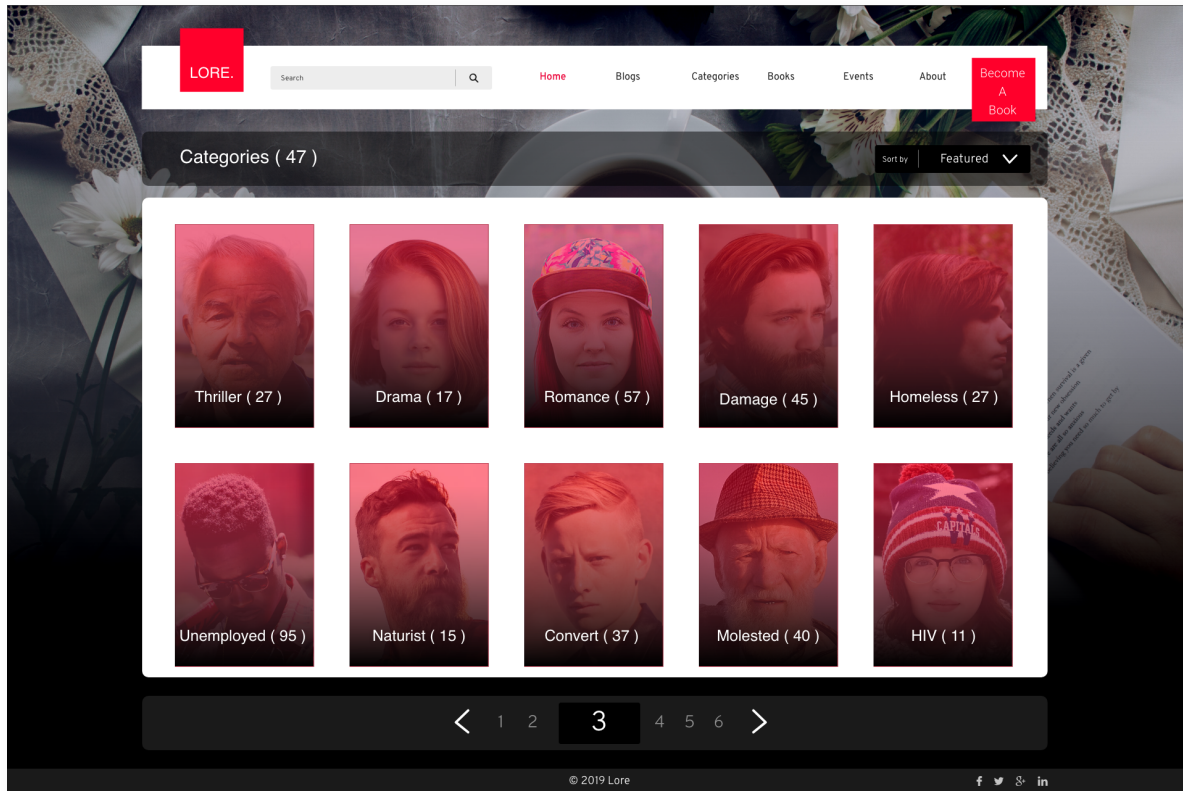 LORE.
Search
Home
Blogs
Categories
Books
Events
About
Become
A
Book
Categories ( 47 )
Sort by
Featured
Thriller ( 27 )
Drama ( 17 )
Romance ( 57 )
Damage ( 45 )
Homeless ( 27 )
CAPITALS
Unemployed ( 95 )
Naturist ( 15 )
Convert ( 37 )
Molested ( 40 )
HIV ( 11 )
1 2 3 4 5 6
© 2019 Lore